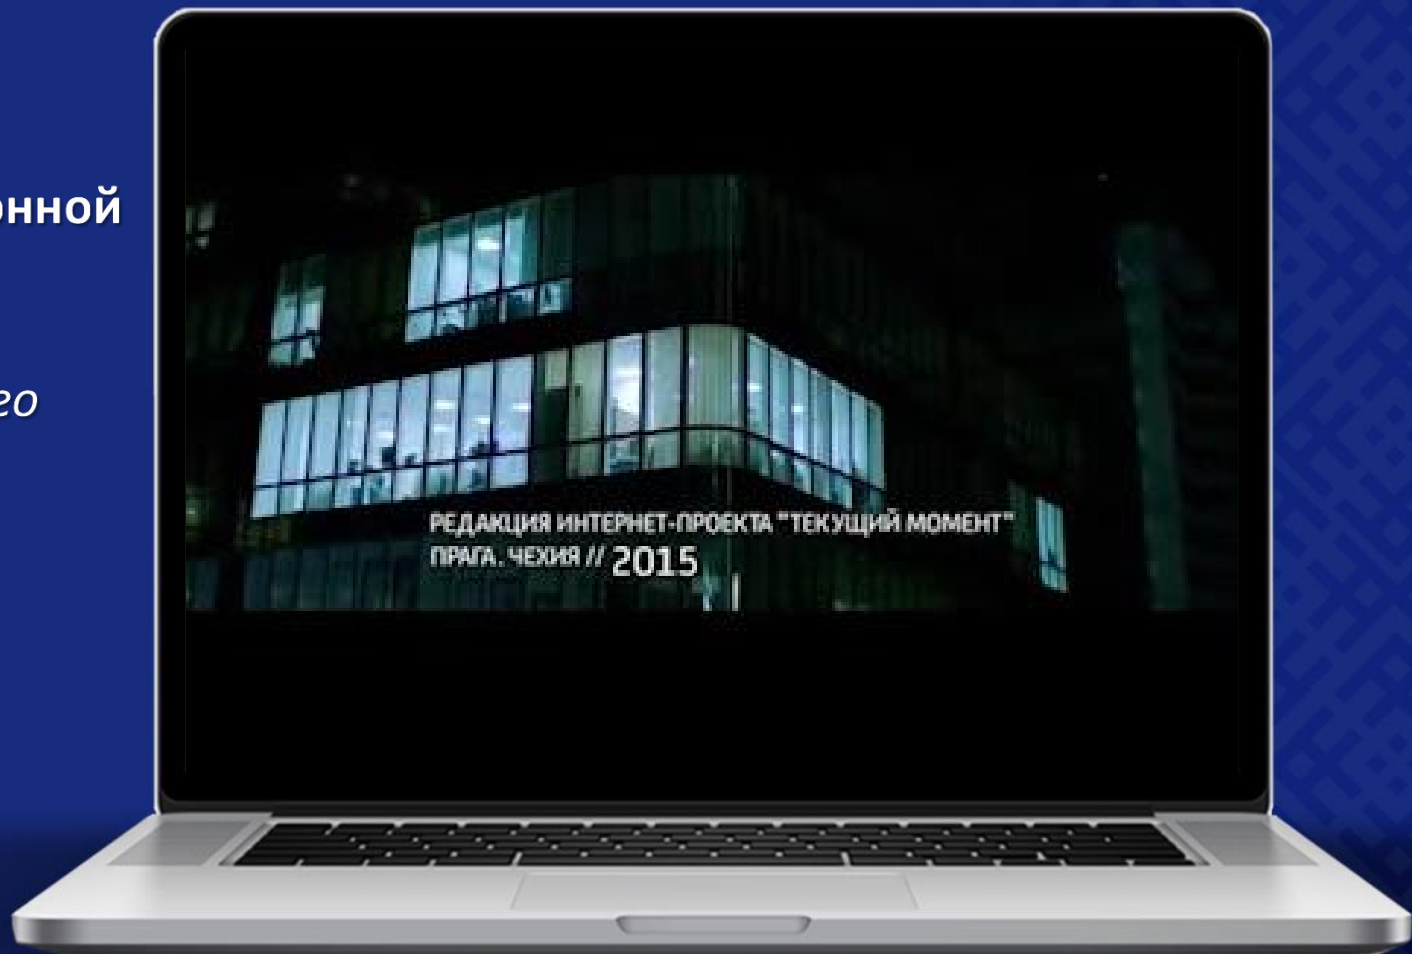 онной
го
РЕДАКЦИЯ ИНТЕРНЕТ-ПРОЕКТА "ТЕКУЩИЙ МОМЕНТ"
ПРАГА. ЧЕХИЯ // 2015